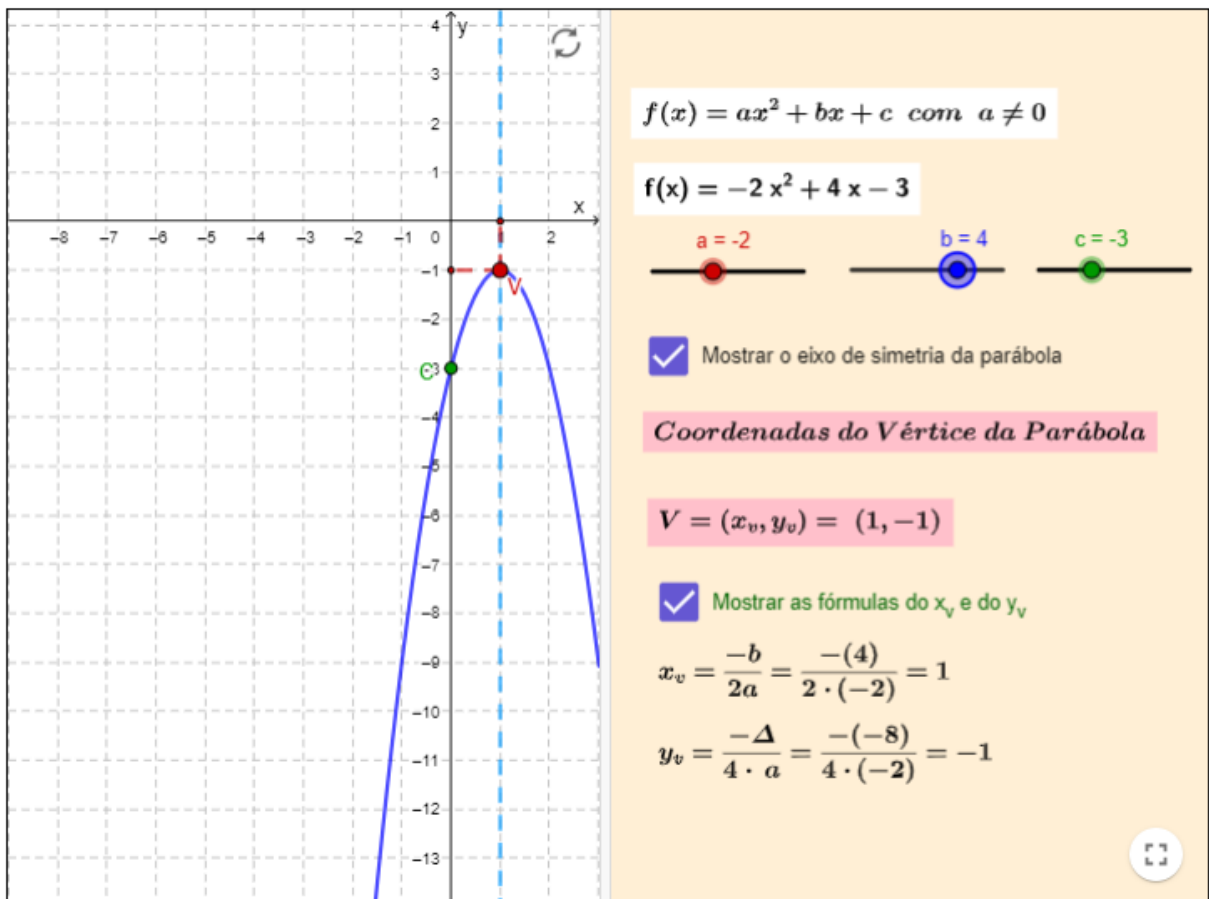 4
y
3
2
1
x
−8 −7 −6 −5 −4 −3 −2 −1 0 2
−1
V
−2
C −3
−4
−5
−6
−7
−8
−9
−10
−11
−12
−13
f(x) = ax² + bx + c com a ≠ 0
f(x) = −2 x² + 4 x − 3
a = -2 b = 4 c = -3
Mostrar o eixo de simetria da parábola
Coordenadas do Vértice da Parábola
V = (xᵥ, yᵥ) = (1, −1)
Mostrar as fórmulas do xᵥ e do yᵥ
xᵥ = −b / 2a = −(4) / 2 · (−2) = 1
yᵥ = −Δ / 4 · a = −(−8) / 4 · (−2) = −1